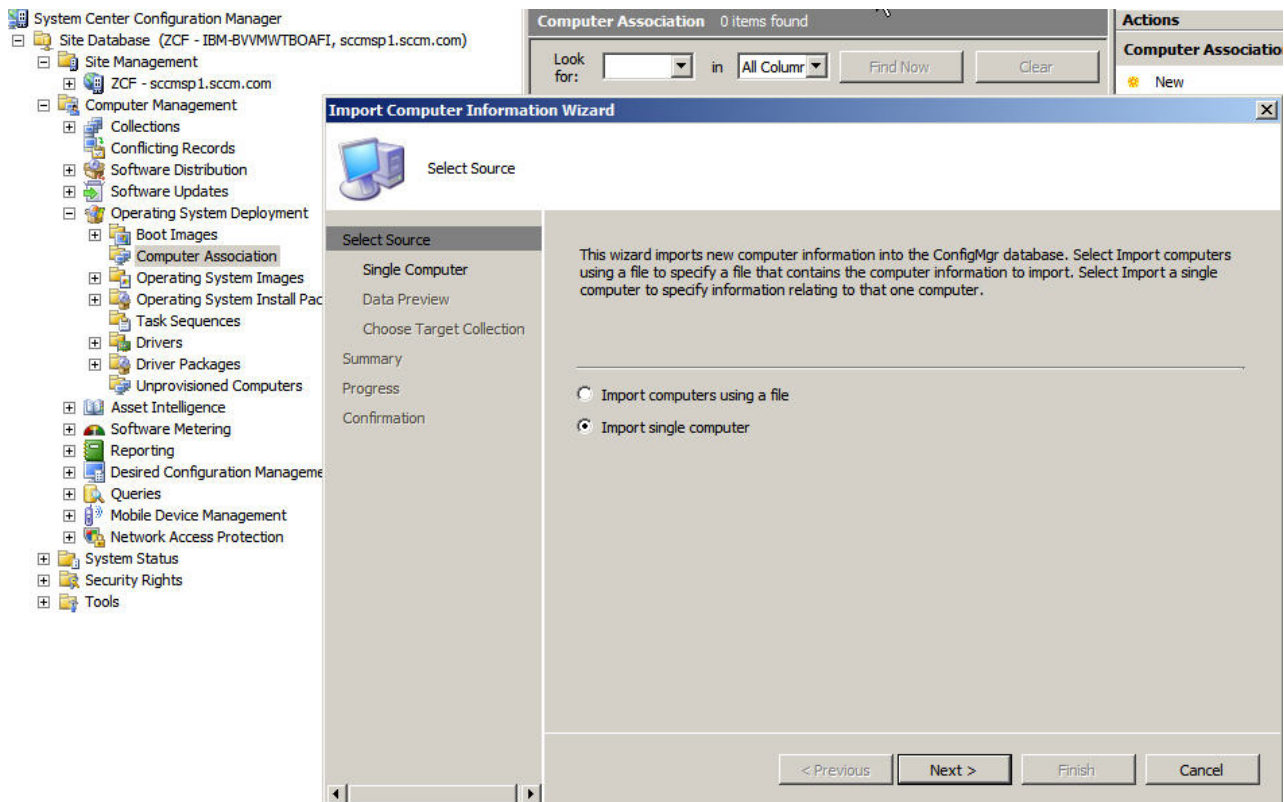 System Center Configuration Manager
Site Database (ZCF - IBM-BVVMWTBOAFI, sccmsp1.sccm.com)
Site Management
ZCF - sccmsp1.sccm.com
Computer Management
Collections
Conflicting Records
Software Distribution
Software Updates
Operating System Deployment
Boot Images
Computer Association
Operating System Images
Operating System Install Pac
Task Sequences
Drivers
Driver Packages
Unprovisioned Computers
Asset Intelligence
Software Metering
Reporting
Desired Configuration Manageme
Queries
Mobile Device Management
Network Access Protection
System Status
Security Rights
Tools
Computer Association 0 items found
Look for:
in
All Columr
Find Now
Clear
Actions
Computer Associatio
New
Import Computer Information Wizard
Select Source
Select Source
Single Computer
Data Preview
Choose Target Collection
Summary
Progress
Confirmation
This wizard imports new computer information into the ConfigMgr database. Select Import computers
using a file to specify a file that contains the computer information to import. Select Import a single
computer to specify information relating to that one computer.
Import computers using a file
Import single computer
< Previous
Next >
Finish
Cancel